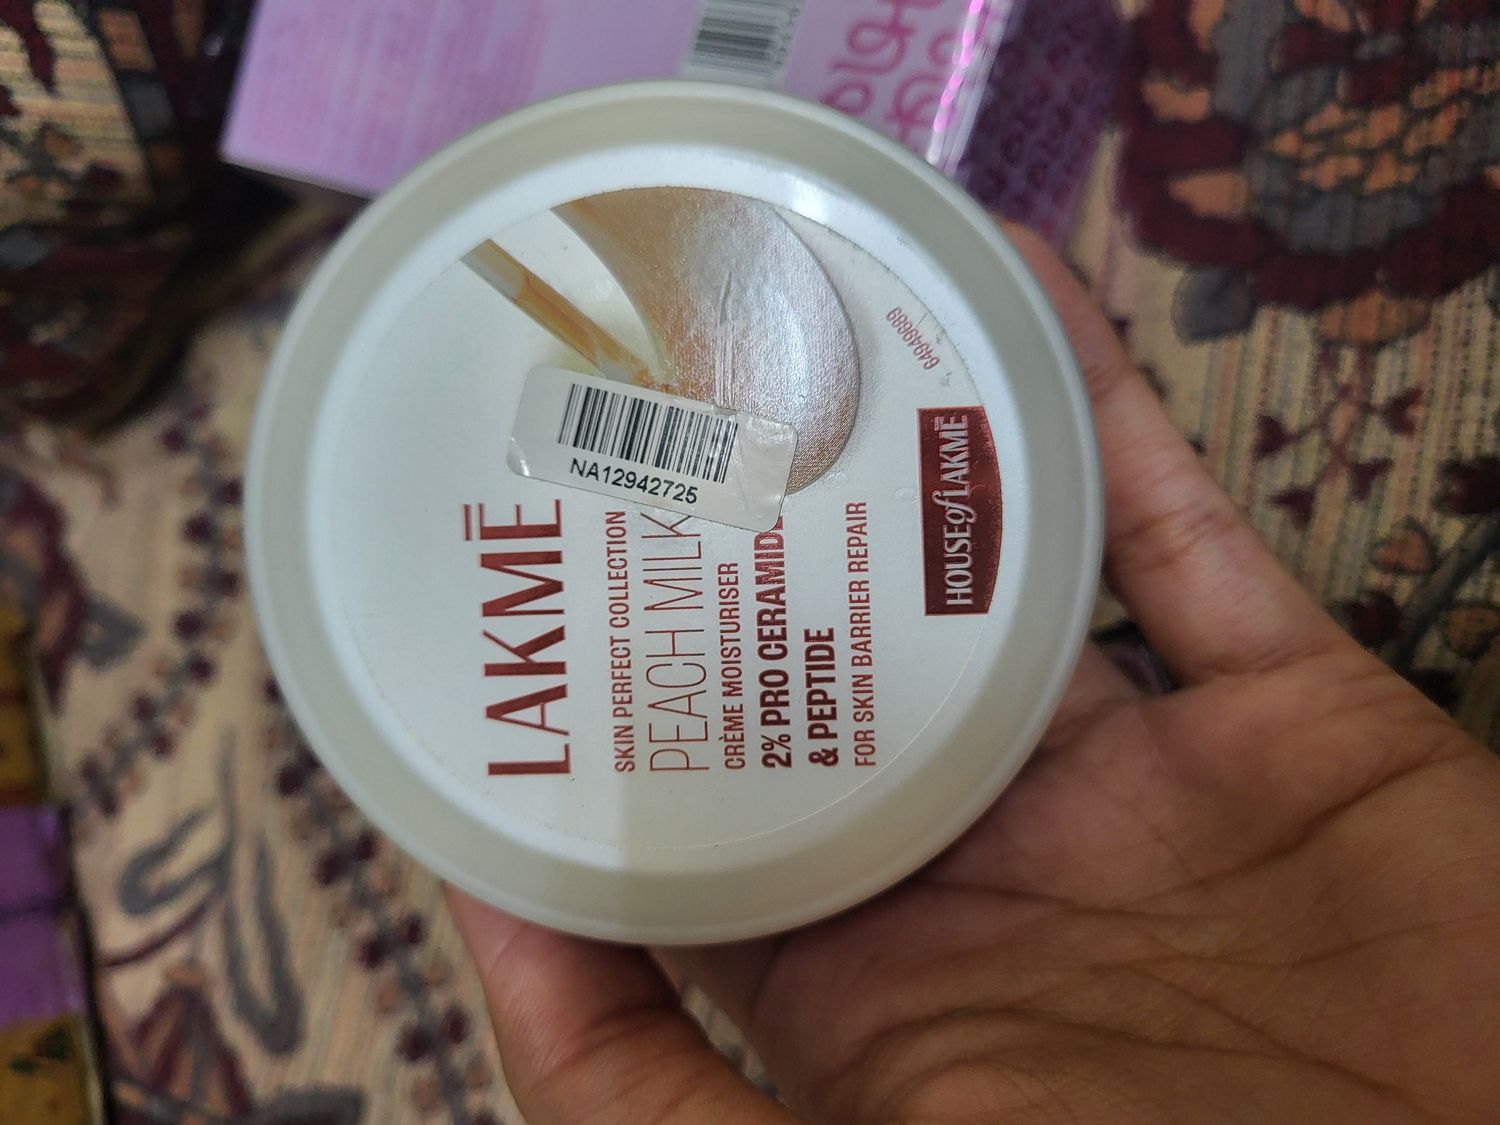 LAKMĒ
SKIN PERFECT COLLECTION
PEACH MILK
CRÈME MOISTURISER
2% PRO CERAMIDE
& PEPTIDE
FOR SKIN BARRIER REPAIR
HOUSE of LAKMĒ
NA12942725
64949699